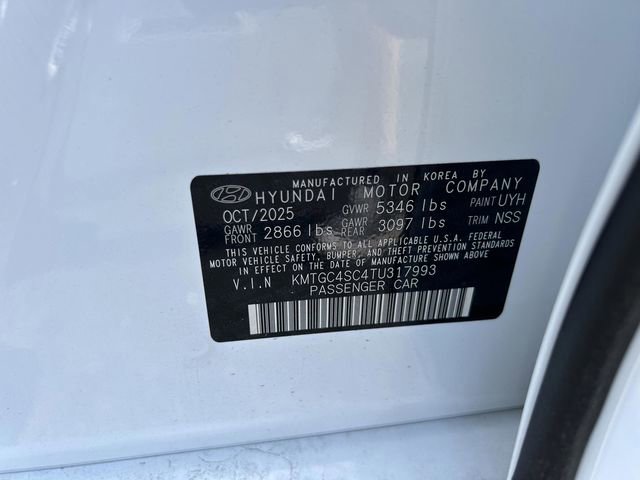 MANUFACTURED IN KOREA BY
HYUNDAI MOTOR COMPANY
OCT/2025 GVWR 5346 lbs PAINT UYH
GAWR FRONT 2866 lbs GAWR REAR 3097 lbs TRIM NSS
THIS VEHICLE CONFORMS TO ALL APPLICABLE U.S.A. FEDERAL
MOTOR VEHICLE SAFETY, BUMPER, AND THEFT PREVENTION STANDARDS
IN EFFECT ON THE DATE OF MANUFACTURE SHOWN ABOVE.
V.I.N KMTGC4SC4TU317993
PASSENGER CAR